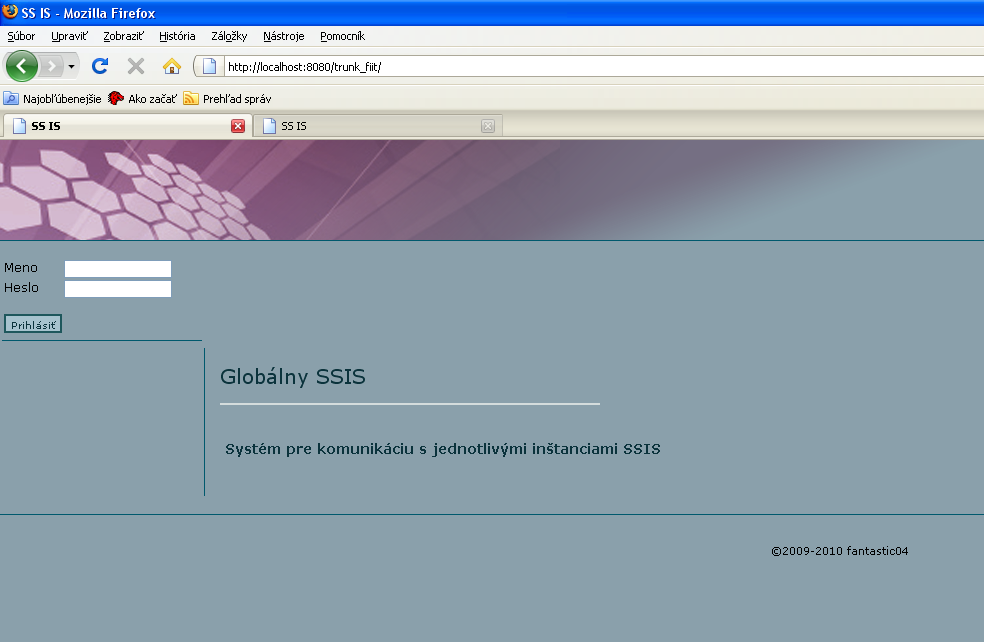 SS IS - Mozilla Firefox
Súbor Upraviť Zobraziť História Záložky Nástroje Pomocník
http://localhost:8080/trunk_fiit/
Najobľúbenejšie Ako začať Prehľad správ
SS IS SS IS
Meno
Heslo
Prihlásiť
Globálny SSIS
Systém pre komunikáciu s jednotlivými inštanciami SSIS
©2009-2010 fantastic04